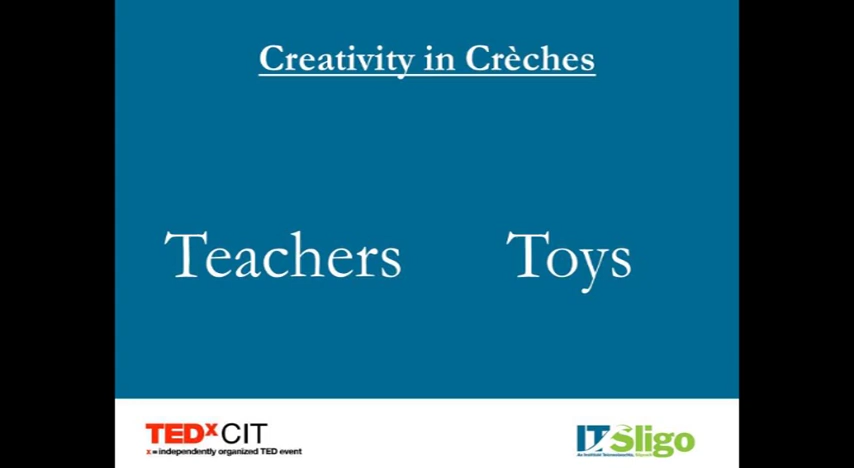 Creativity in Crèches
Teachers Toys
TEDxCIT
x = independently organized TED event
IT Sligo